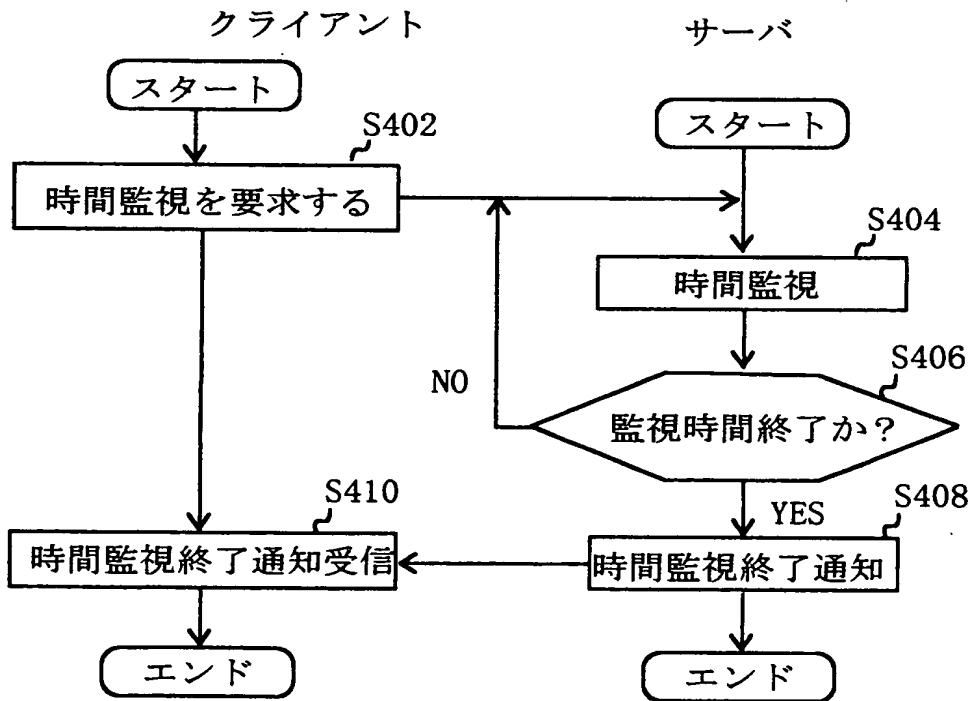 クライアント
サーバ
スタート
スタート
S402
時間監視を要求する
S404
時間監視
S406
NO
監視時間終了か?
YES
S410
S408
時間監視終了通知受信
時間監視終了通知
エンド
エンド